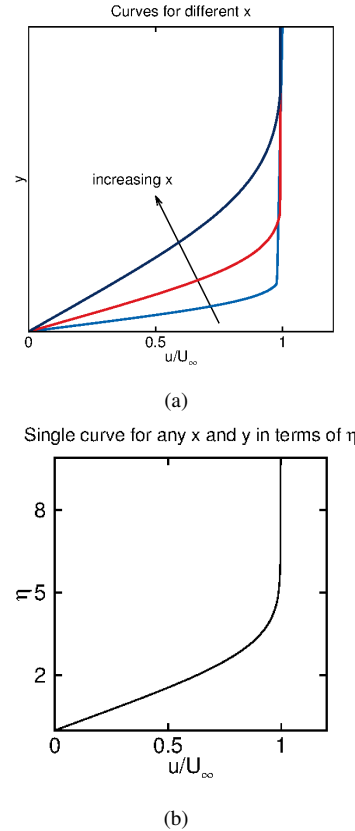 Curves for different x
y
increasing x
0
0.5
1
u/U∞
(a)
Single curve for any x and y in terms of η
8
5
2
η
0
0.5
1
u/U∞
(b)